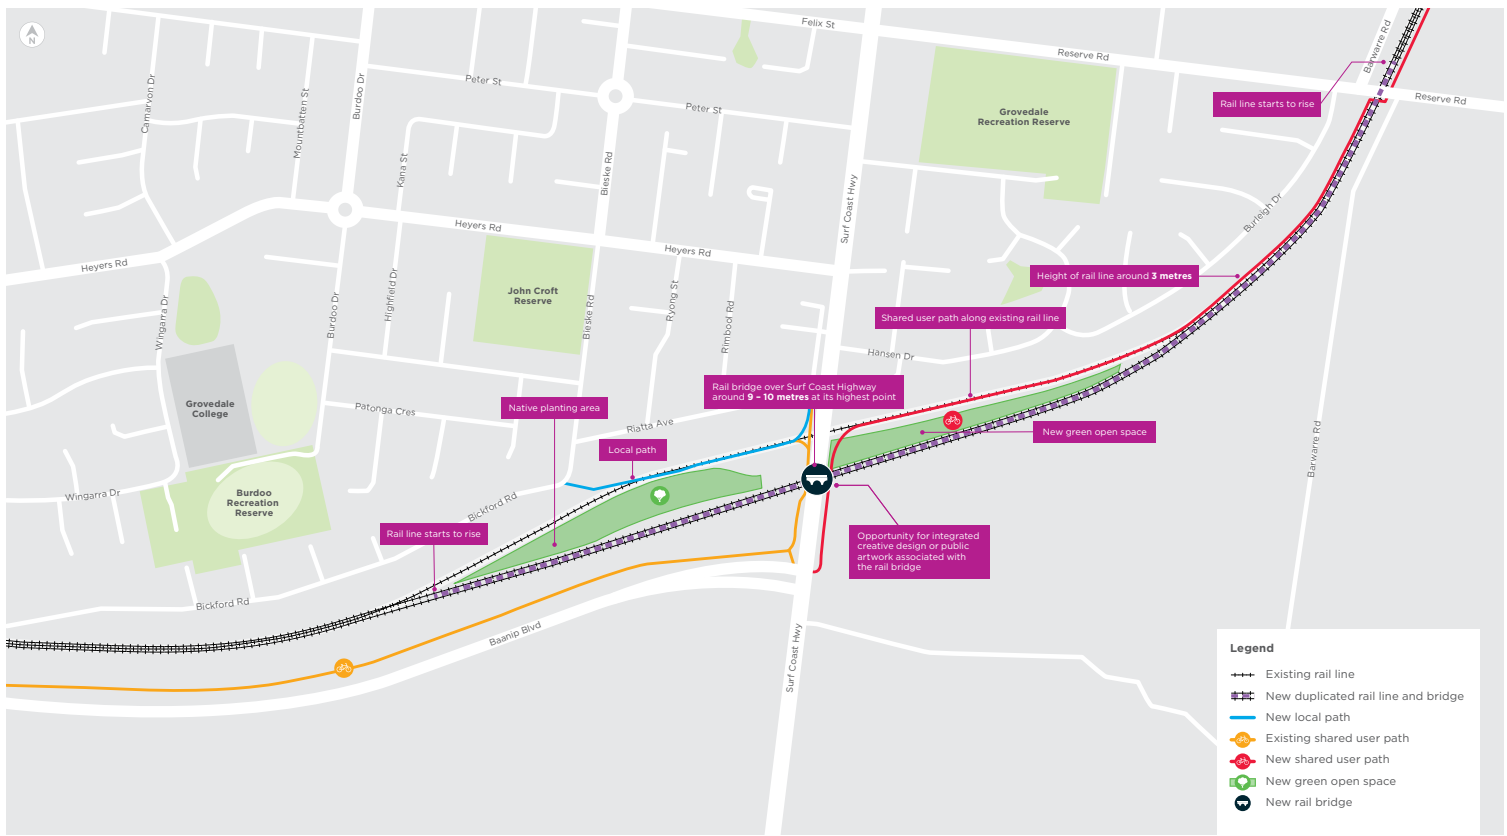 N
Felix St
Reserve Rd
Barwarre Rd
Rail line starts to rise
Reserve Rd
Camarvon Dr
Mountbatten St
Burdoo Dr
Peter St
Peter St
Grovedale
Recreation Reserve
Kana St
Bieske Rd
Surf Coast Hwy
Burleigh Dr
Heyers Rd
Heyers Rd
Heyers Rd
Height of rail line around 3 metres
Wingarra Dr
Burdoo Dr
Highfield Dr
John Croft
Reserve
Bieske Rd
Ryong St
Rimbool Rd
Shared user path along existing rail line
Hansen Dr
Grovedale
College
Patonga Cres
Native planting area
Rail bridge over Surf Coast Highway
around 9 – 10 metres at its highest point
Riatta Ave
Local path
New green open space
Barwarre Rd
Wingarra Dr
Burdoo
Recreation
Reserve
Bickford Rd
Rail line starts to rise
Opportunity for integrated
creative design or public
artwork associated with
the rail bridge
Bickford Rd
Baanip Blvd
Surf Coast Hwy
Legend
Existing rail line
New duplicated rail line and bridge
New local path
Existing shared user path
New shared user path
New green open space
New rail bridge